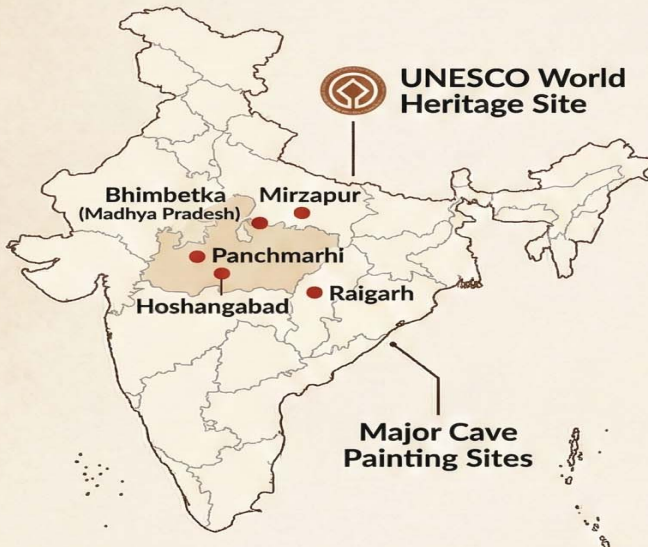 UNESCO World
Heritage Site
Bhimbetka
(Madhya Pradesh)
Mirzapur
Panchmarhi
Hoshangabad
Raigarh
Major Cave
Painting Sites